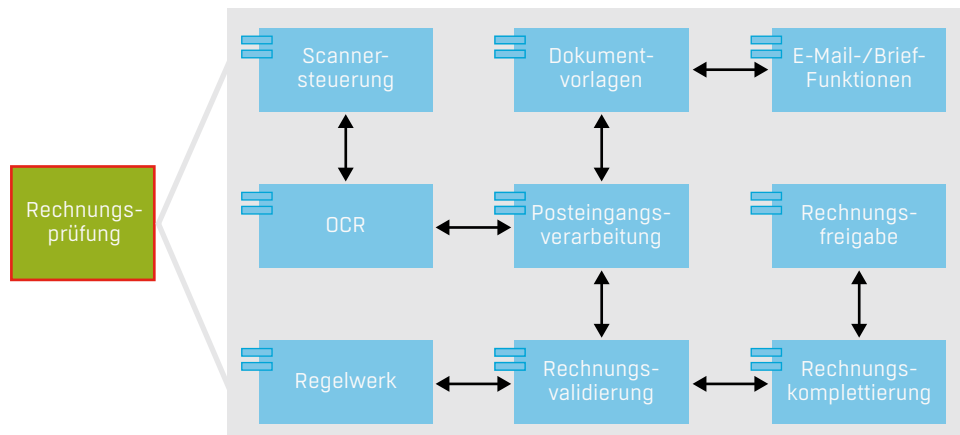 Rechnungs-
prüfung
Scanner-
steuerung
Dokument-
vorlagen
E-Mail-/Brief-
Funktionen
OCR
Posteingangs-
verarbeitung
Rechnungs-
freigabe
Regelwerk
Rechnungs-
validierung
Rechnungs-
komplettierung